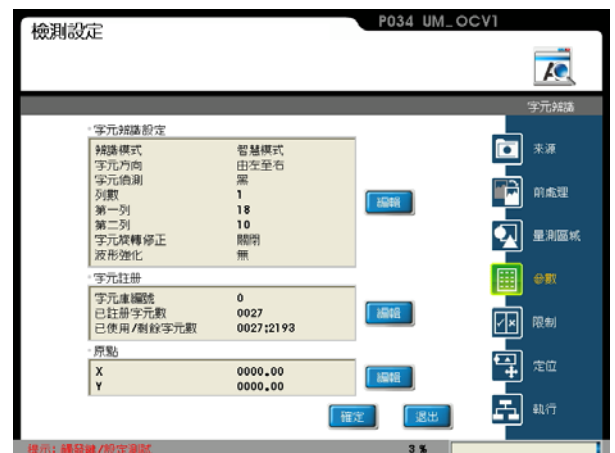 檢測設定
P034 UM_OCV1
字元辨識
字元辨識設定
辨識模式 智慧模式
字元方向 由左至右
字元偵測 黑
列數 1
第一列 18
第二列 10
字元旋轉修正 關閉
波形強化 無
編輯
字元註冊
字元庫編號 0
已註冊字元數 0027
已使用/剩餘字元數 0027;2193
編輯
原點
X 0000.00
Y 0000.00
編輯
確定
退出
來源
前處理
量測區域
參數
限制
定位
執行
提示: 觸發鍵/設定測試
3 %